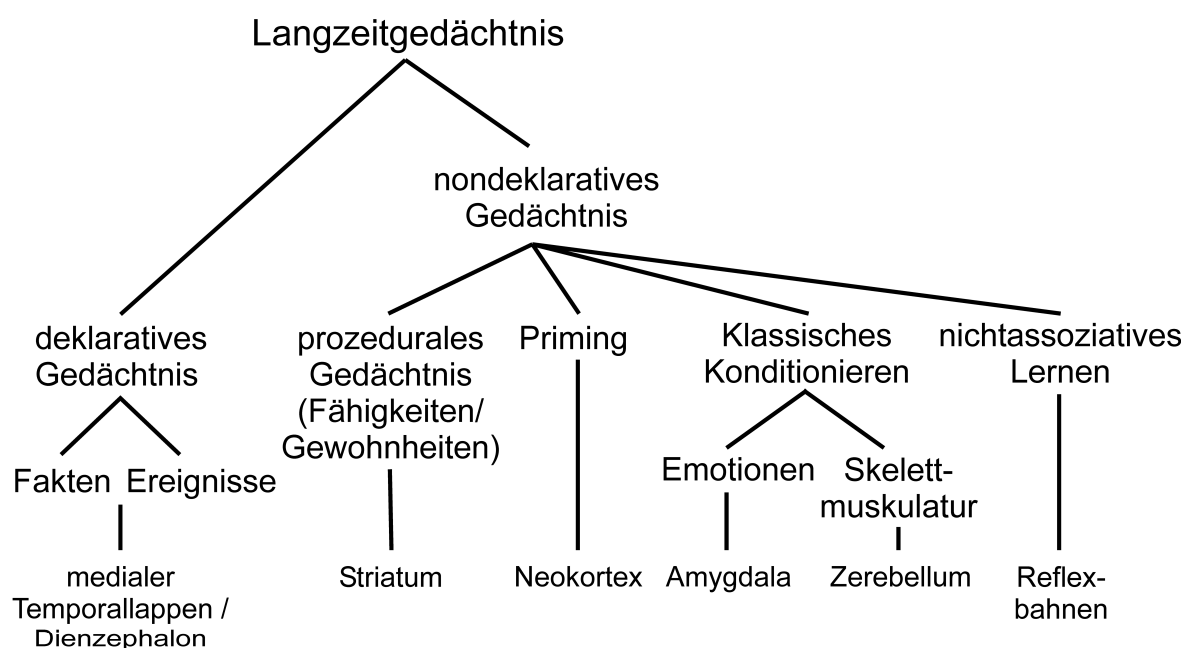 Langzeitgedächtnis
nondeklaratives
Gedächtnis
deklaratives
Gedächtnis
prozedurales
Gedächtnis
(Fähigkeiten/
Gewohnheiten)
Priming
Klassisches
Konditionieren
nichtassoziatives
Lernen
Fakten
Ereignisse
Emotionen
Skelett-
muskulatur
medialer
Temporallappen /
Dienzephalon
Striatum
Neokortex
Amygdala
Zerebellum
Reflex-
bahnen